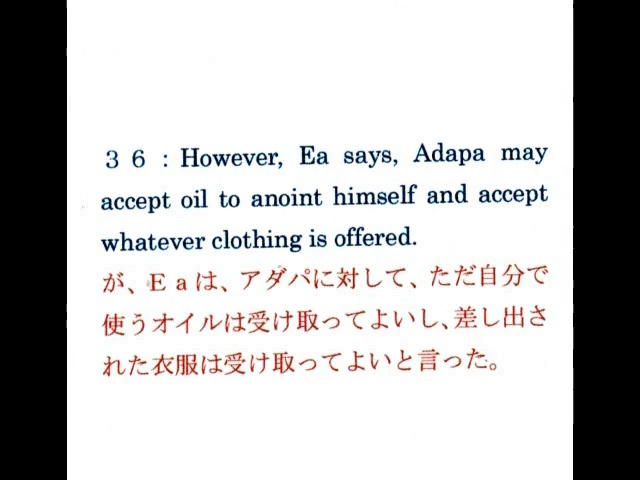 ３６：However, Ea says, Adapa may
accept oil to anoint himself and accept
whatever clothing is offered.
が、Ｅａは、アダパに対して、ただ自分で
使うオイルは受け取ってよいし、差し出さ
れた衣服は受け取ってよいと言った。